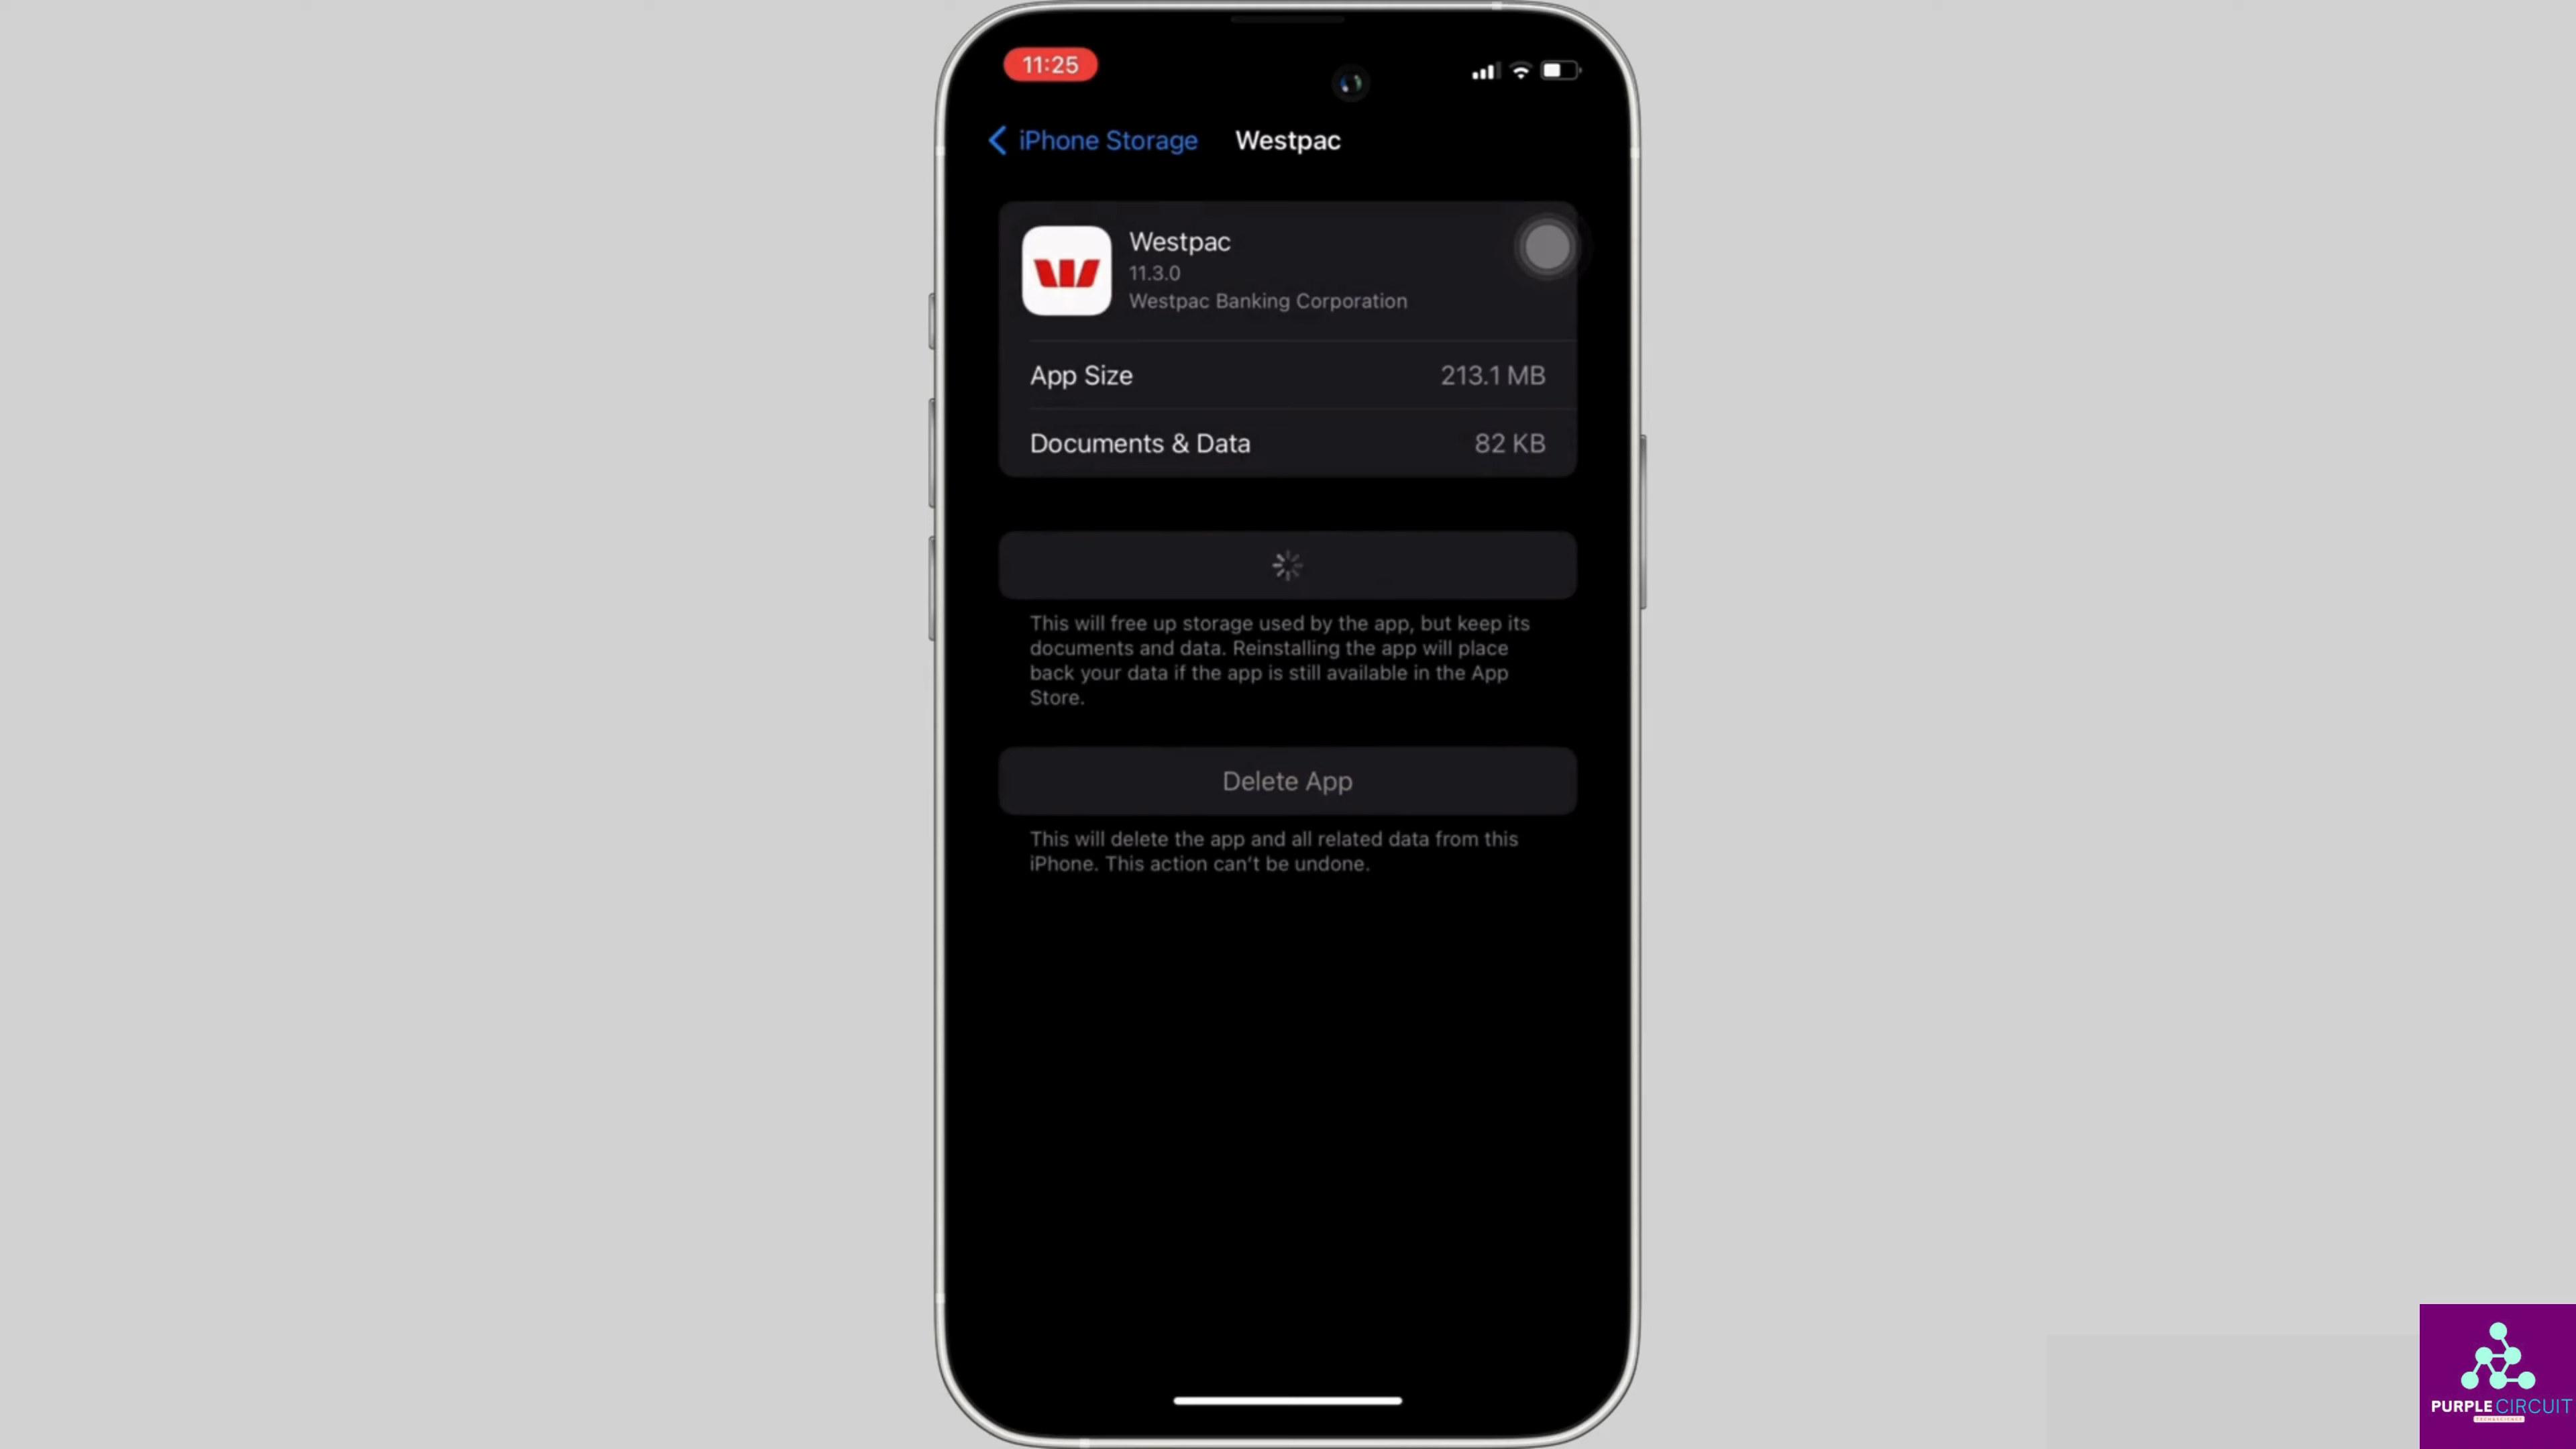 11:25
iPhone Storage Westpac
Westpac
11.3.0
Westpac Banking Corporation
App Size 213.1 MB
Documents & Data 82 KB
This will free up storage used by the app, but keep its
documents and data. Reinstalling the app will place
back your data if the app is still available in the App
Store.
Delete App
This will delete the app and all related data from this
iPhone. This action can't be undone.
PURPLE CIRCUIT